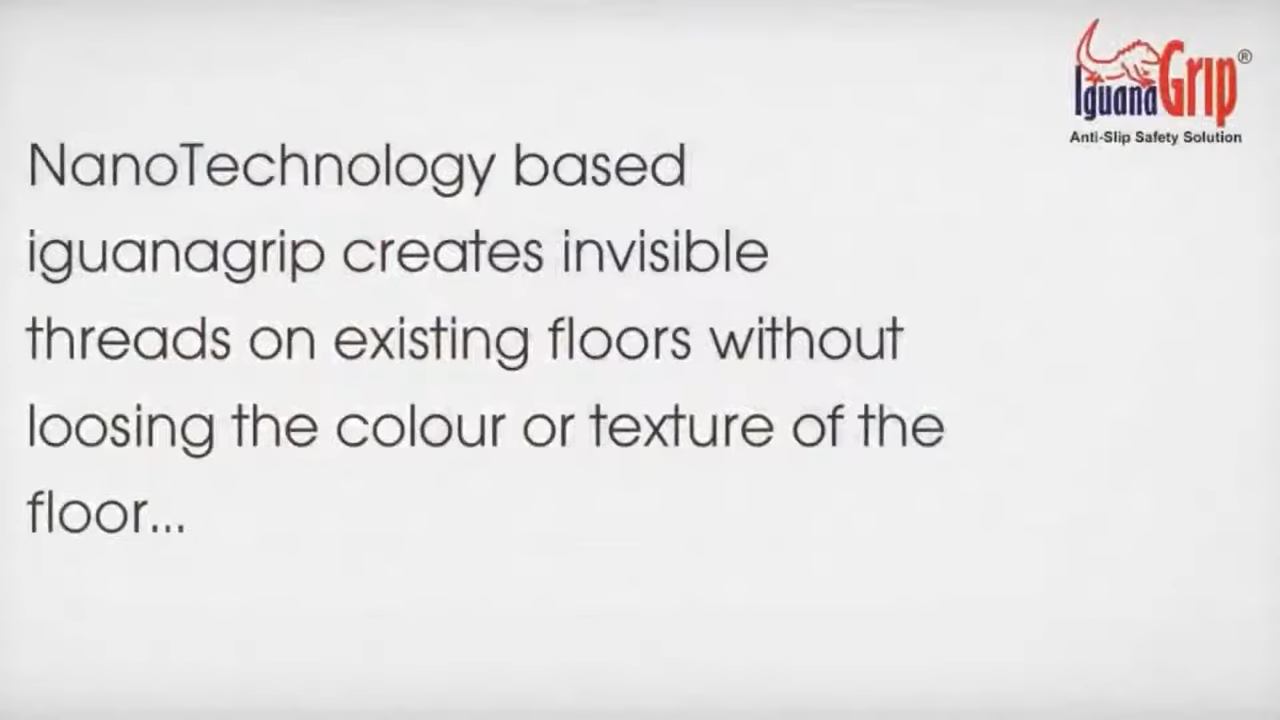 IguanaGrip®
Anti-Slip Safety Solution
NanoTechnology based
iguanagrip creates invisible
threads on existing floors without
loosing the colour or texture of the
floor...